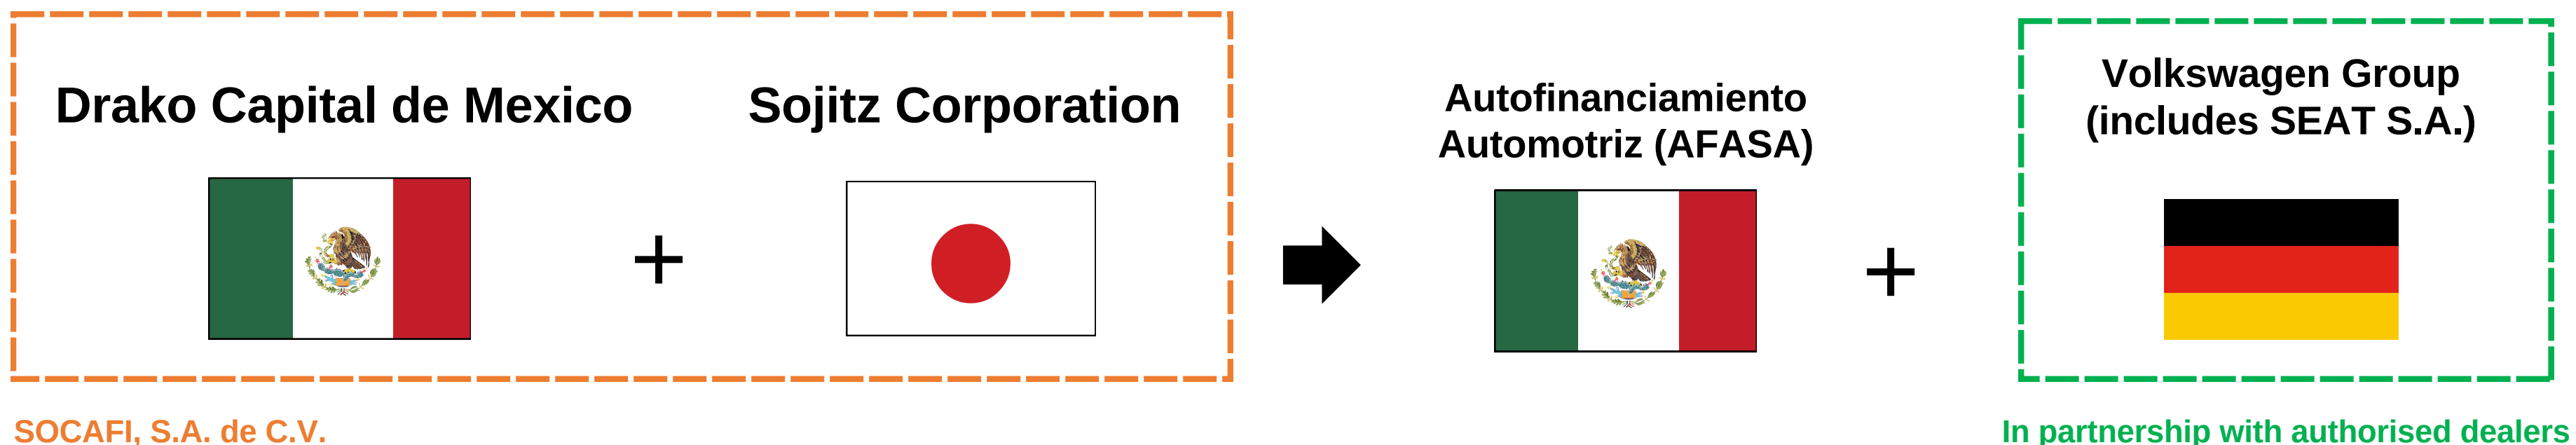 Drako Capital de Mexico
+
Sojitz Corporation
Autofinanciamiento
Automotriz (AFASA)
+
Volkswagen Group
(includes SEAT S.A.)
SOCAFI, S.A. de C.V.
In partnership with authorised dealers